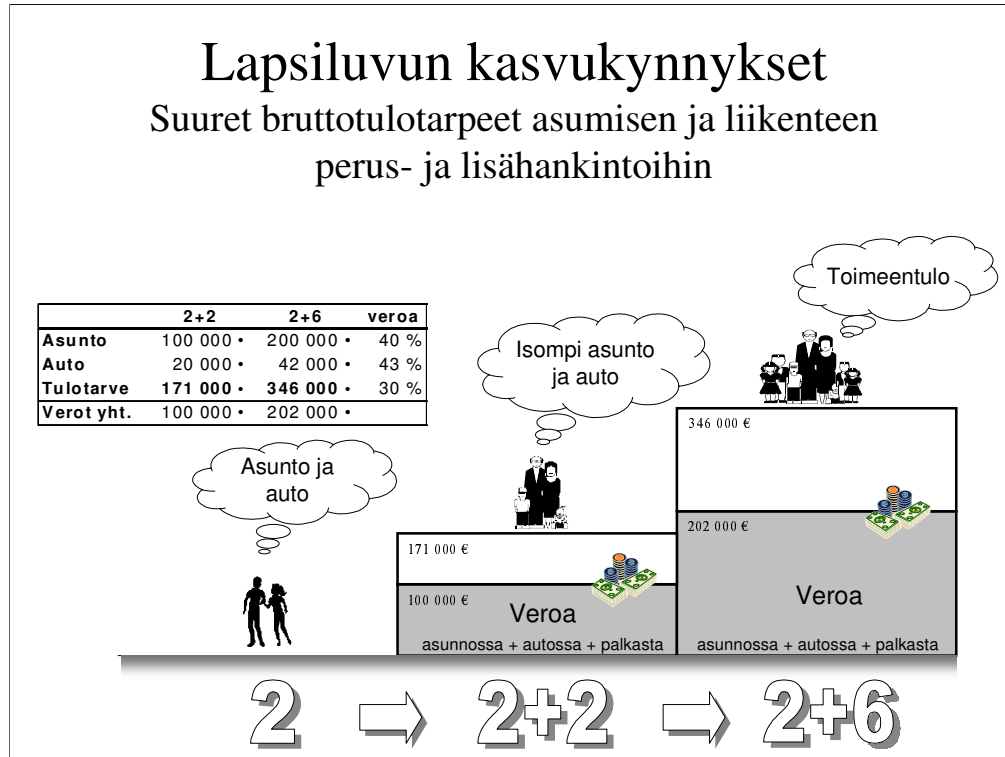 Lapsiluvun kasvukynnykset
Suuret bruttotulotarpeet asumisen ja liikenteen
perus- ja lisähankintoihin
2+2 2+6 veroa
Asunto 100 000 • 200 000 • 40 %
Auto 20 000 • 42 000 • 43 %
Tulotarve 171 000 • 346 000 • 30 %
Verot yht. 100 000 • 202 000 •
Asunto ja
auto
Isompi asunto
ja auto
Toimeentulo
171 000 €
100 000 €
Veroa
asunnossa + autossa + palkasta
346 000 €
202 000 €
Veroa
asunnossa + autossa + palkasta
2 2+2 2+6